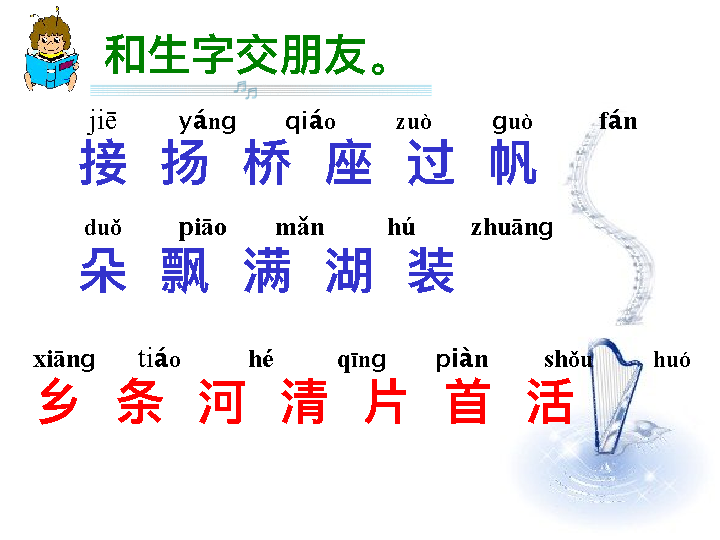 和生字交朋友。
jiē yáng qiáo zuò guò fán
接 扬 桥 座 过 帆
duǒ piāo mǎn hú zhuāng
朵 飘 满 湖 装
xiāng tiáo hé qīng piàn shǒu huó
乡 条 河 清 片 首 活